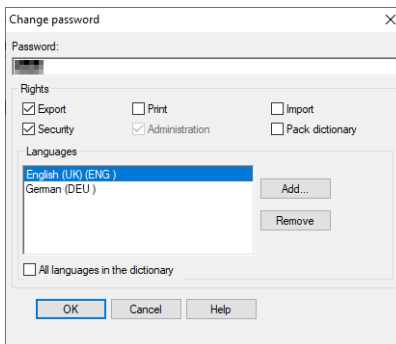 Change password
Password:
Rights
Export Print Import
Security Administration Pack dictionary
Languages
English (UK) (ENG )
German (DEU )
Add...
Remove
All languages in the dictionary
OK Cancel Help